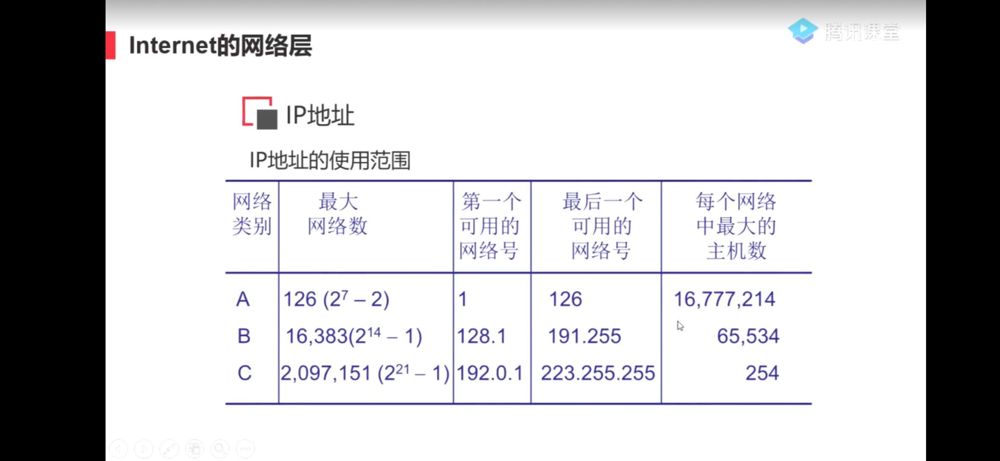 Internet的网络层
腾讯课堂
IP地址
IP地址的使用范围
网络类别
最大网络数
第一个可用的网络号
最后一个可用的网络号
每个网络中最大的主机数
A 126 (2⁷ – 2) 1 126 16,777,214
B 16,383(2¹⁴ – 1) 128.1 191.255 65,534
C 2,097,151 (2²¹ – 1) 192.0.1 223.255.255 254